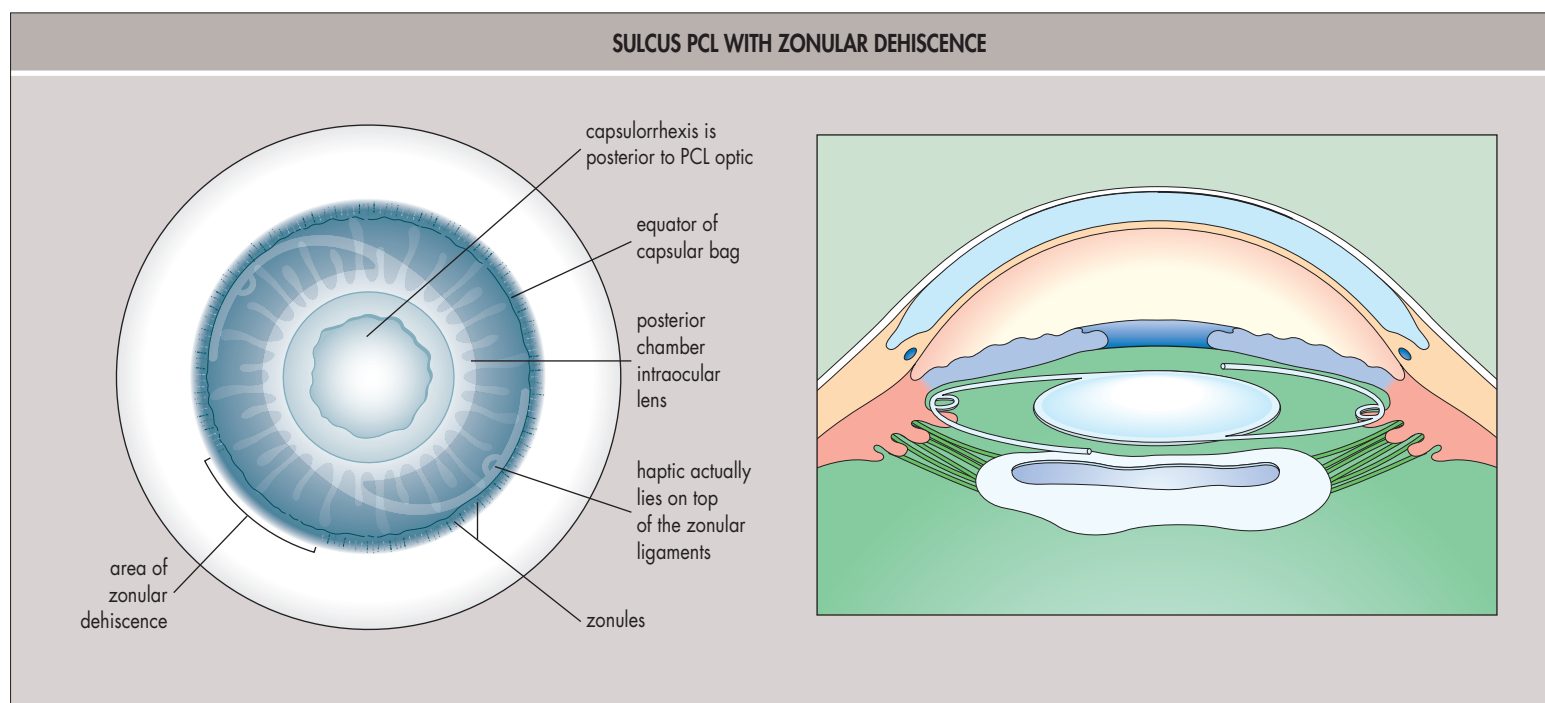 SULCUS PCL WITH ZONULAR DEHISCENCE
capsulorrhexis is
posterior to PCL optic
equator of
capsular bag
posterior
chamber
intraocular
lens
haptic actually
lies on top
of the zonular
ligaments
area of
zonular
dehiscence
zonules